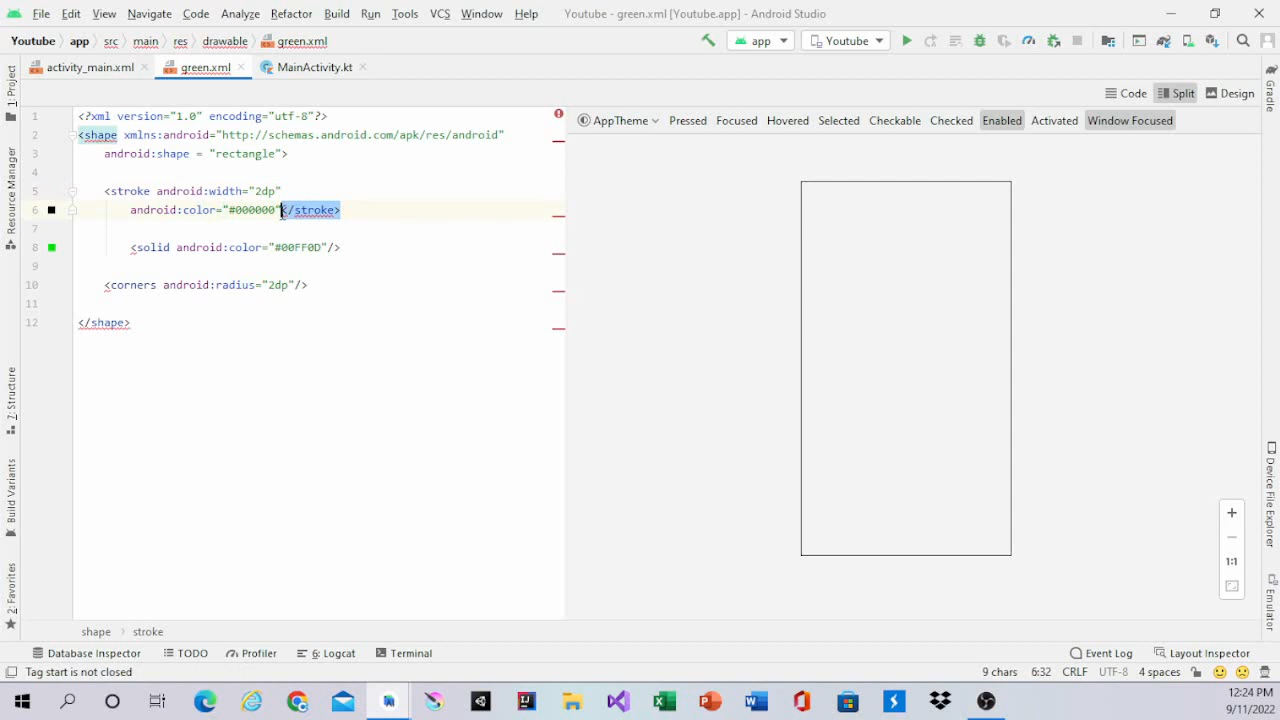 File Edit View Navigate Code Analyze Refactor Build Run Tools VCS Window Help Youtube - green.xml [Youtube.app] - Android Studio
Youtube app src main res drawable green.xml app Youtube
activity_main.xml green.xml MainActivity.kt
Code Split Design
AppTheme Pressed Focused Hovered Selected Checkable Checked Enabled Activated Window Focused
1 <?xml version="1.0" encoding="utf-8"?>
2 <shape xmlns:android="http://schemas.android.com/apk/res/android"
3 android:shape = "rectangle">
4
5 <stroke android:width="2dp"
6 android:color="#000000"</stroke>
7
8 <solid android:color="#00FF0D"/>
9
10 <corners android:radius="2dp"/>
11
12 </shape>
1: Project
Resource Manager
7: Structure
Build Variants
2: Favorites
Gradle
Device File Explorer
Emulator
1:1
shape stroke
Database Inspector TODO Profiler 6: Logcat Terminal Event Log Layout Inspector
Tag start is not closed 9 chars 6:32 CRLF UTF-8 4 spaces
12:24 PM
9/11/2022